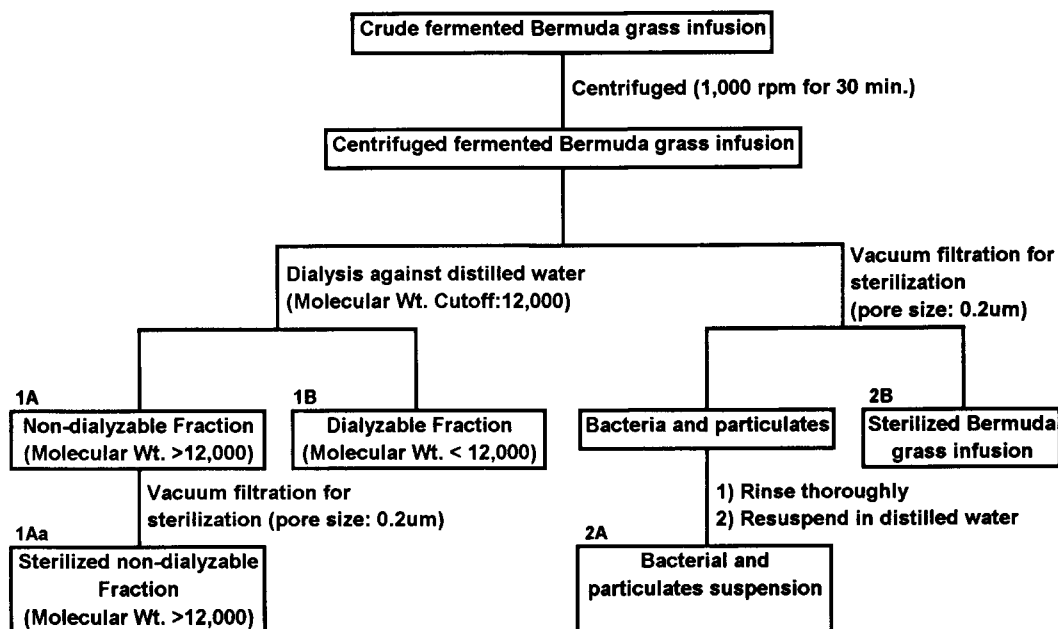 Crude fermented Bermuda grass infusion
Centrifuged (1,000 rpm for 30 min.)
Centrifuged fermented Bermuda grass infusion
Dialysis against distilled water
(Molecular Wt. Cutoff:12,000)
Vacuum filtration for
sterilization
(pore size: 0.2um)
1A
Non-dialyzable Fraction
(Molecular Wt. >12,000)
1B
Dialyzable Fraction
(Molecular Wt. < 12,000)
Bacteria and particulates
2B
Sterilized Bermuda
grass infusion
Vacuum filtration for
sterilization (pore size: 0.2um)
1) Rinse thoroughly
2) Resuspend in distilled water
1Aa
Sterilized non-dialyzable
Fraction
(Molecular Wt. >12,000)
2A
Bacterial and
particulates suspension